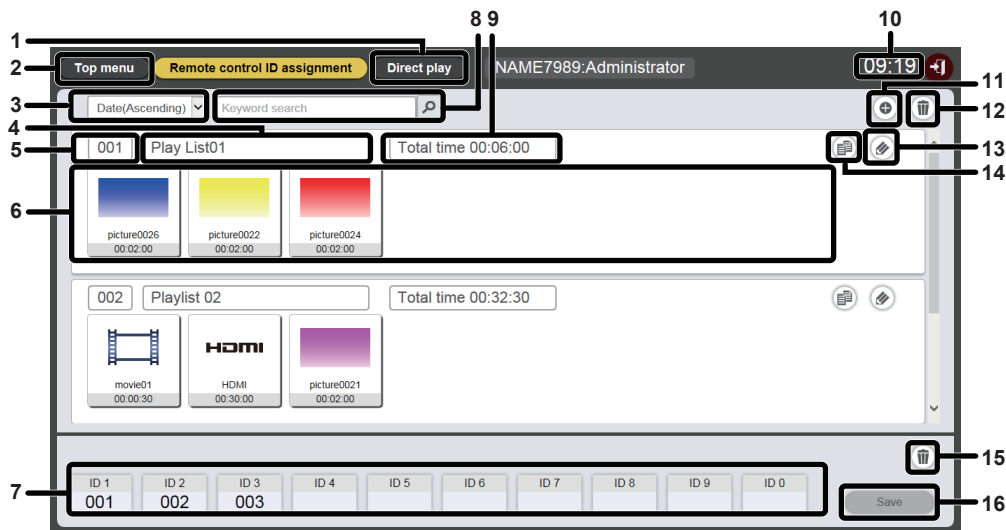 8 9 10
1
2 Top menu Remote control ID assignment Direct play NAME7989:Administrator 09:19
11
3 Date(Ascending) Keyword search
12
4
5 001 Play List01 Total time 00:06:00 13
14
6
picture0026 picture0022 picture0024
00:02:00 00:02:00 00:02:00
002 Playlist 02 Total time 00:32:30
HDMI
movie01 HDMI picture0021
00:00:30 00:30:00 00:02:00
15
ID 1 ID 2 ID 3 ID 4 ID 5 ID 6 ID 7 ID 8 ID 9 ID 0
7 001 002 003 Save 16